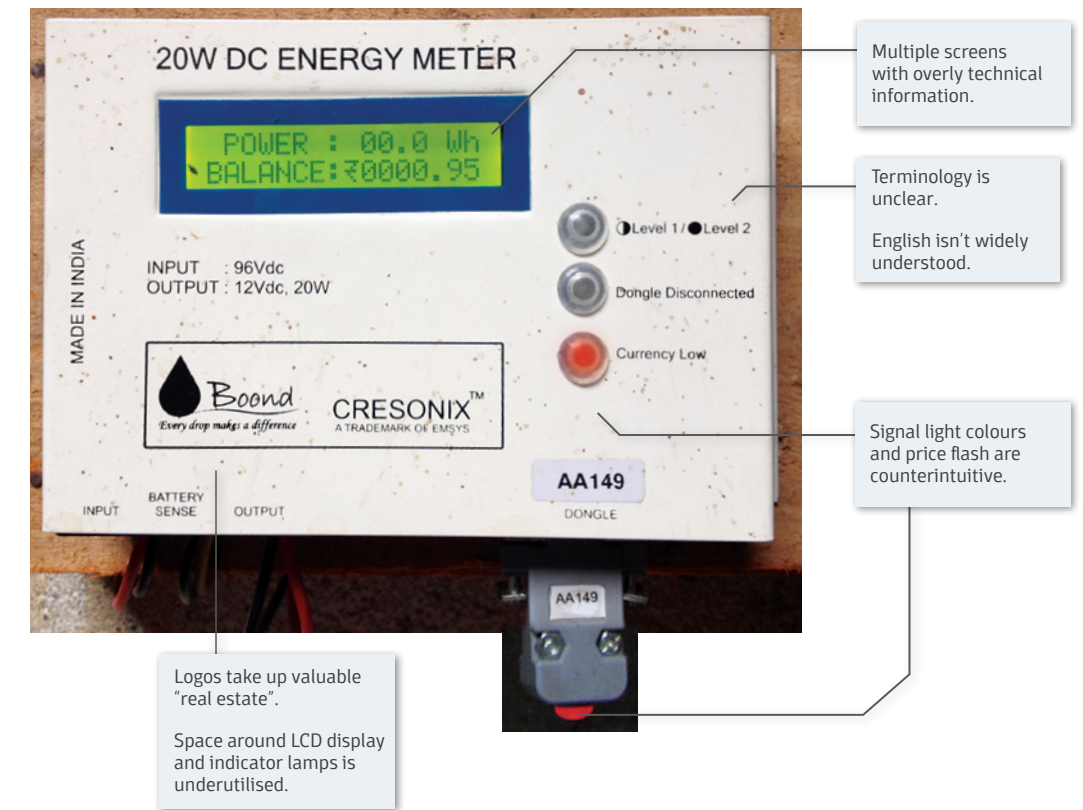 20W DC ENERGY METER
POWER : 00.0 Wh
BALANCE:₹0000.95
Level 1 / Level 2
Dongle Disconnected
Currency Low
MADE IN INDIA
INPUT : 96Vdc
OUTPUT : 12Vdc, 20W
Boond
Every drop makes a difference
CRESONIX™
A TRADEMARK OF EMSYS
AA149
INPUT
BATTERY
SENSE
OUTPUT
DONGLE
AA149
Multiple screens
with overly technical
information.
Terminology is
unclear.
English isn't widely
understood.
Signal light colours
and price flash are
counterintuitive.
Logos take up valuable
"real estate".
Space around LCD display
and indicator lamps is
underutilised.